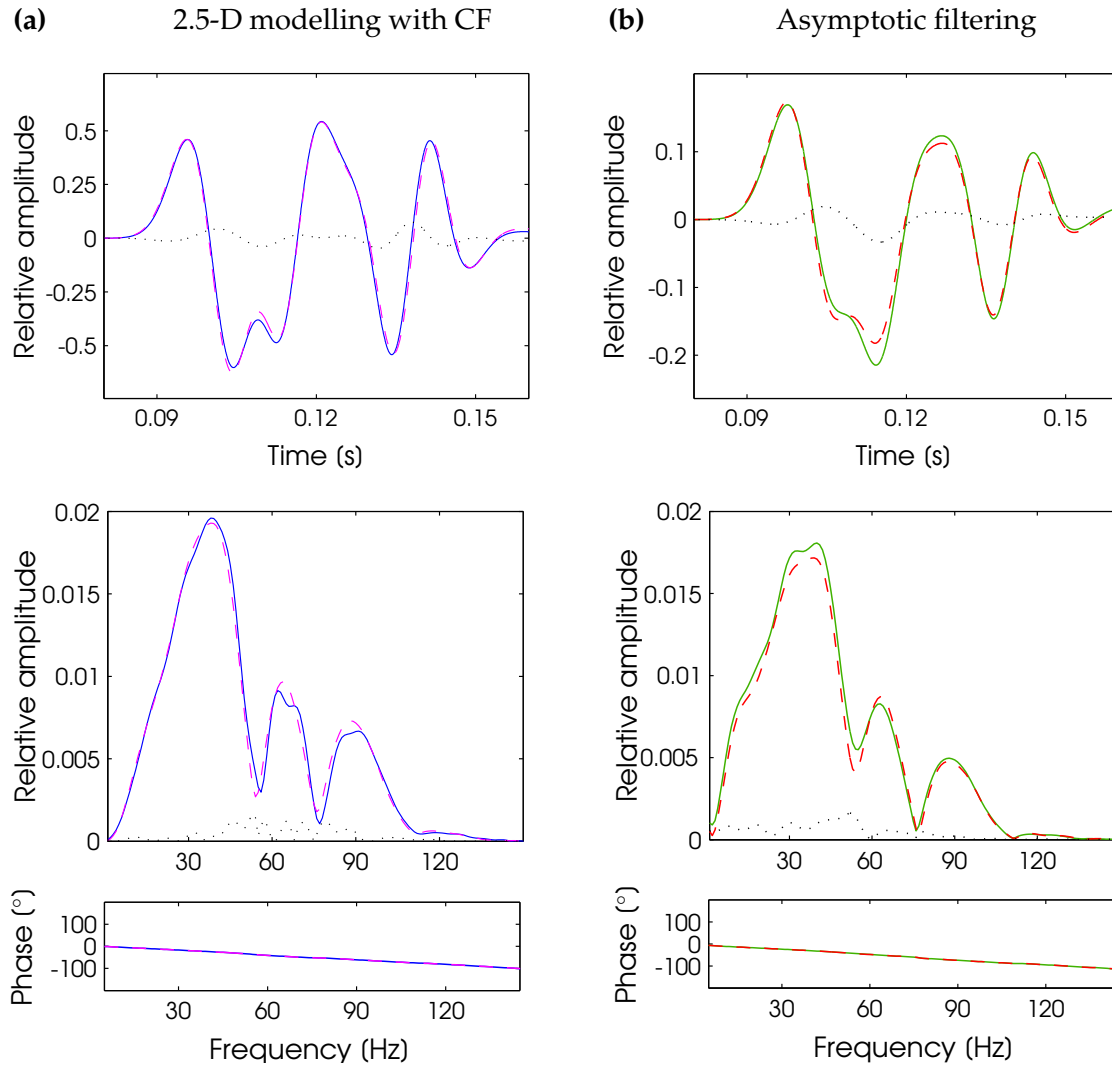 (a) 2.5-D modelling with CF
Relative amplitude
0.5
0.25
0
-0.25
-0.5
0.09 0.12 0.15
Time (s)
Relative amplitude
0.02
0.015
0.01
0.005
0
30 60 90 120
Phase (°)
100
0
-100
30 60 90 120
Frequency (Hz)
(b) Asymptotic filtering
Relative amplitude
0.1
0
-0.1
-0.2
0.09 0.12 0.15
Time (s)
Relative amplitude
0.02
0.015
0.01
0.005
0
30 60 90 120
Phase (°)
100
0
-100
30 60 90 120
Frequency (Hz)